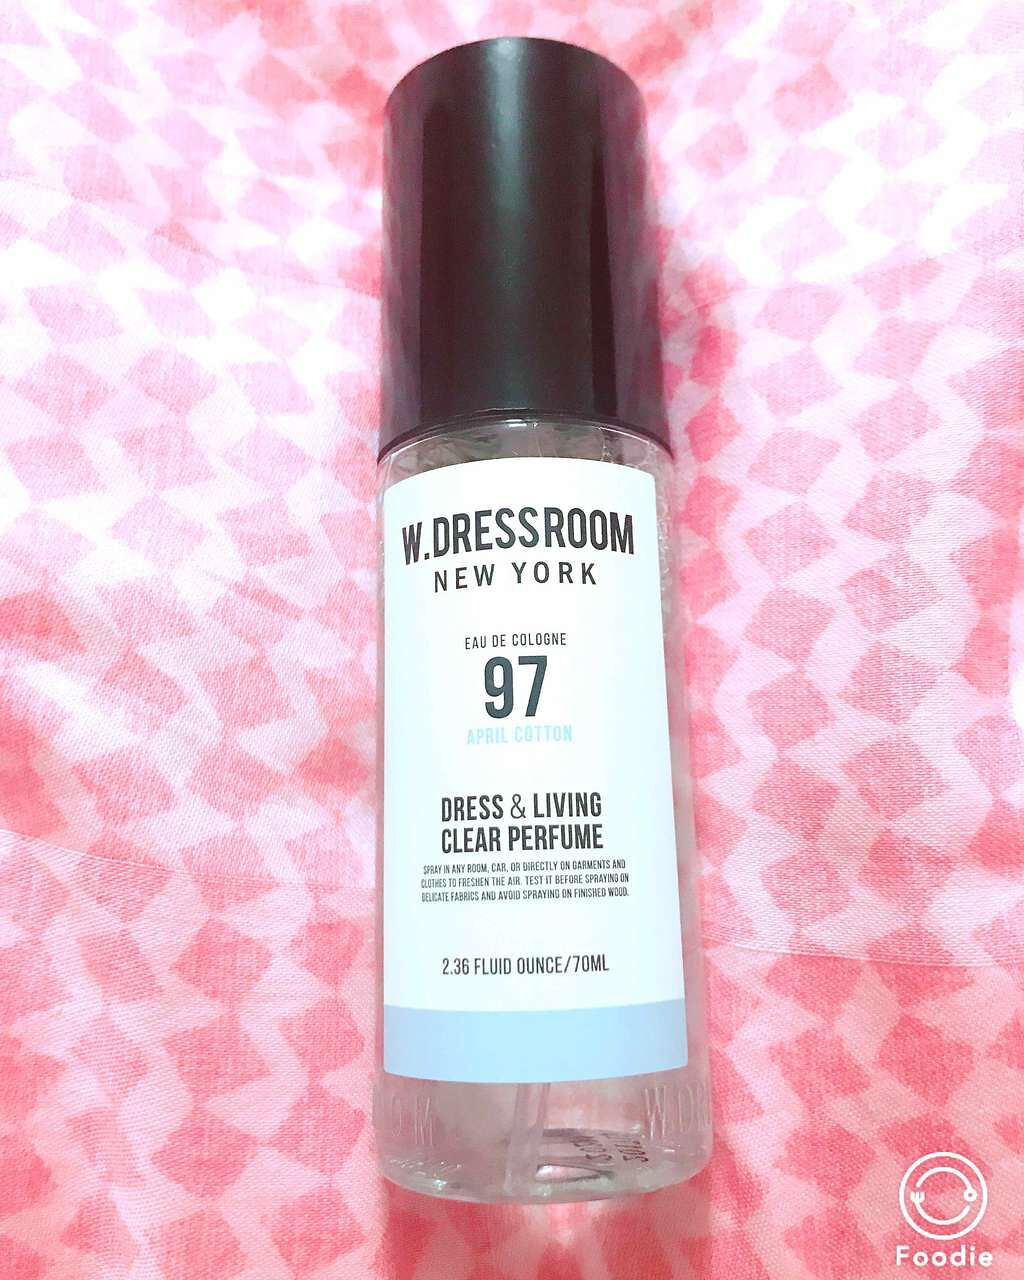 W.DRESSROOM
NEW YORK
EAU DE COLOGNE
97
APRIL COTTON
DRESS & LIVING
CLEAR PERFUME
SPRAY IN ANY ROOM, CAR, OR DIRECTLY ON GARMENTS AND
CLOTHES TO FRESHEN THE AIR. TEST IT BEFORE SPRAYING ON
DELICATE FABRICS AND AVOID SPRAYING ON FINISHED WOOD.
2.36 FLUID OUNCE/70ML
Foodie